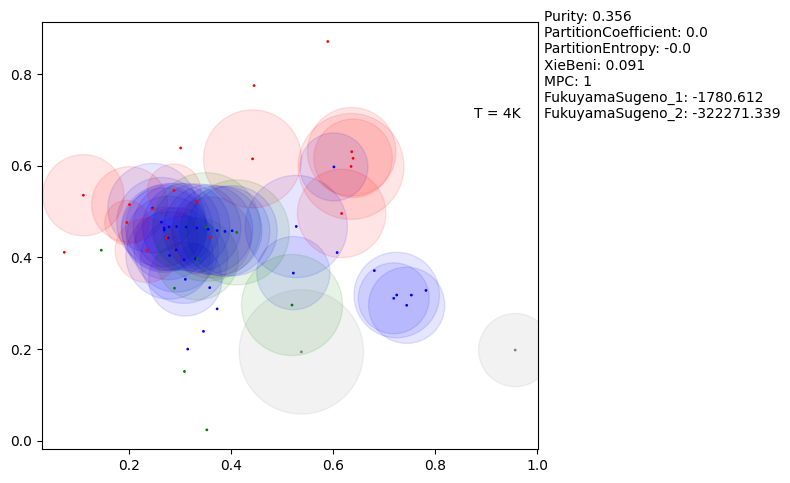 Purity: 0.356
PartitionCoefficient: 0.0
PartitionEntropy: -0.0
XieBeni: 0.091
MPC: 1
FukuyamaSugeno_1: -1780.612
FukuyamaSugeno_2: -322271.339
T = 4K
0.8
0.6
0.4
0.2
0.0
0.2 0.4 0.6 0.8 1.0